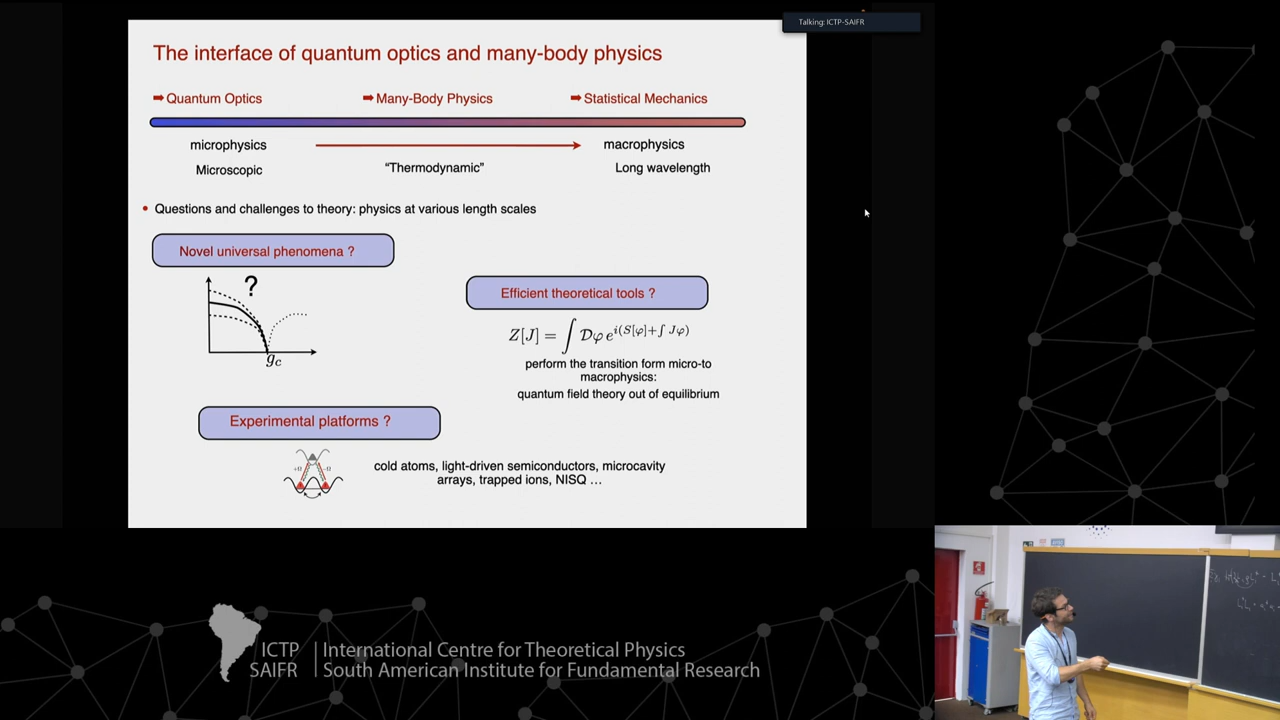 Talking: ICTP-SAIFR
The interface of quantum optics and many-body physics
➡ Quantum Optics ➡ Many-Body Physics ➡ Statistical Mechanics
microphysics macrophysics
Microscopic “Thermodynamic” Long wavelength
• Questions and challenges to theory: physics at various length scales
Novel universal phenomena ?
?
g_c
Efficient theoretical tools ?
Z[J] = ∫ Dφ e^{i(S[φ]+∫ Jφ)}
perform the transition form micro-to
macrophysics:
quantum field theory out of equilibrium
Experimental platforms ?
cold atoms, light-driven semiconductors, microcavity
arrays, trapped ions, NISQ ...
ICTP
SAIFR
International Centre for Theoretical Physics
South American Institute for Fundamental Research